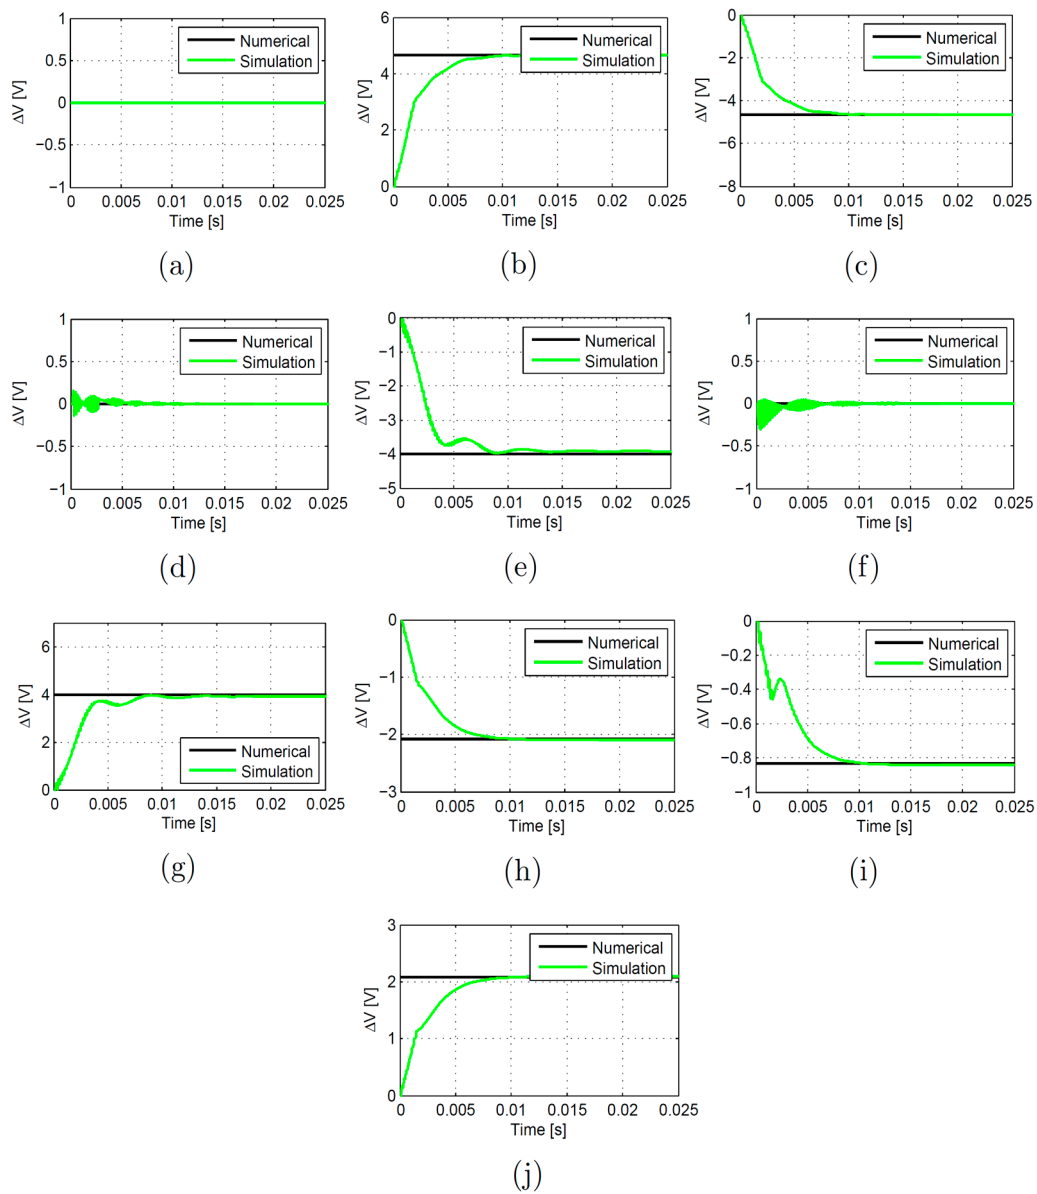 1
0.5
0
−0.5
−1
ΔV [V]
Numerical
Simulation
0 0.005 0.01 0.015 0.02 0.025
Time [s]
(a)
6
4
2
0
ΔV [V]
Numerical
Simulation
0 0.005 0.01 0.015 0.02 0.025
Time [s]
(b)
0
−2
−4
−6
−8
ΔV [V]
Numerical
Simulation
0 0.005 0.01 0.015 0.02 0.025
Time [s]
(c)
1
0.5
0
−0.5
−1
ΔV [V]
Numerical
Simulation
0 0.005 0.01 0.015 0.02 0.025
Time [s]
(d)
0
−1
−2
−3
−4
−5
ΔV [V]
Numerical
Simulation
0 0.005 0.01 0.015 0.02 0.025
Time [s]
(e)
1
0.5
0
−0.5
−1
ΔV [V]
Numerical
Simulation
0 0.005 0.01 0.015 0.02 0.025
Time [s]
(f)
6
4
2
0
ΔV [V]
Numerical
Simulation
0 0.005 0.01 0.015 0.02 0.025
Time [s]
(g)
0
−1
−2
−3
ΔV [V]
Numerical
Simulation
0 0.005 0.01 0.015 0.02 0.025
Time [s]
(h)
0
−0.2
−0.4
−0.6
−0.8
−1
ΔV [V]
Numerical
Simulation
0 0.005 0.01 0.015 0.02 0.025
Time [s]
(i)
3
2
1
0
ΔV [V]
Numerical
Simulation
0 0.005 0.01 0.015 0.02 0.025
Time [s]
(j)